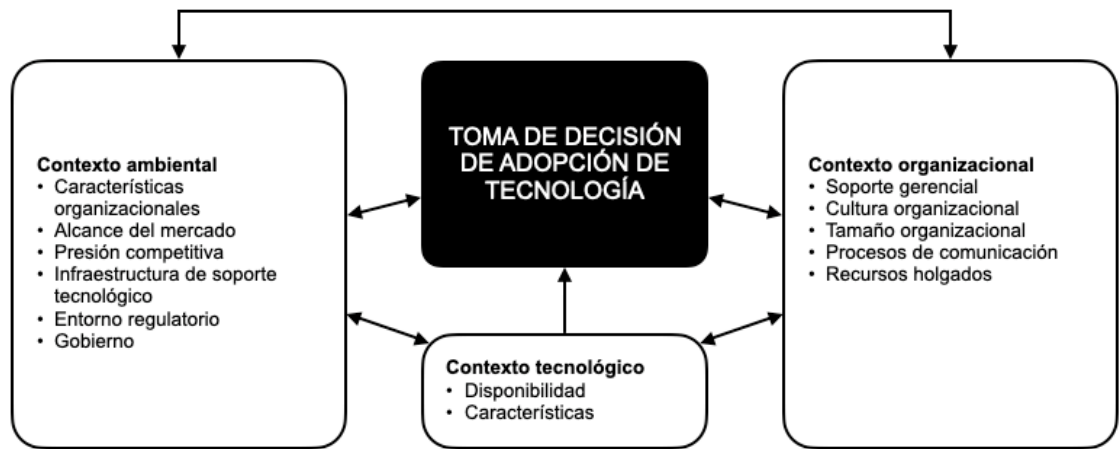 TOMA DE DECISIÓN
DE ADOPCIÓN DE
TECNOLOGÍA
Contexto ambiental
• Características
organizacionales
• Alcance del mercado
• Presión competitiva
• Infraestructura de soporte
tecnológico
• Entorno regulatorio
• Gobierno
Contexto tecnológico
• Disponibilidad
• Características
Contexto organizacional
• Soporte gerencial
• Cultura organizacional
• Tamaño organizacional
• Procesos de comunicación
• Recursos holgados